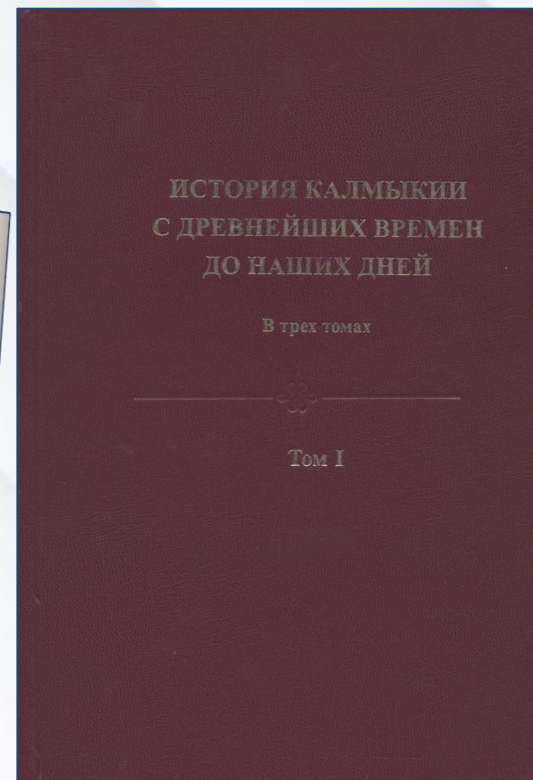 ИСТОРИЯ КАЛМЫКИИ
С ДРЕВНЕЙШИХ ВРЕМЕН
ДО НАШИХ ДНЕЙ
В трех томах
Том I